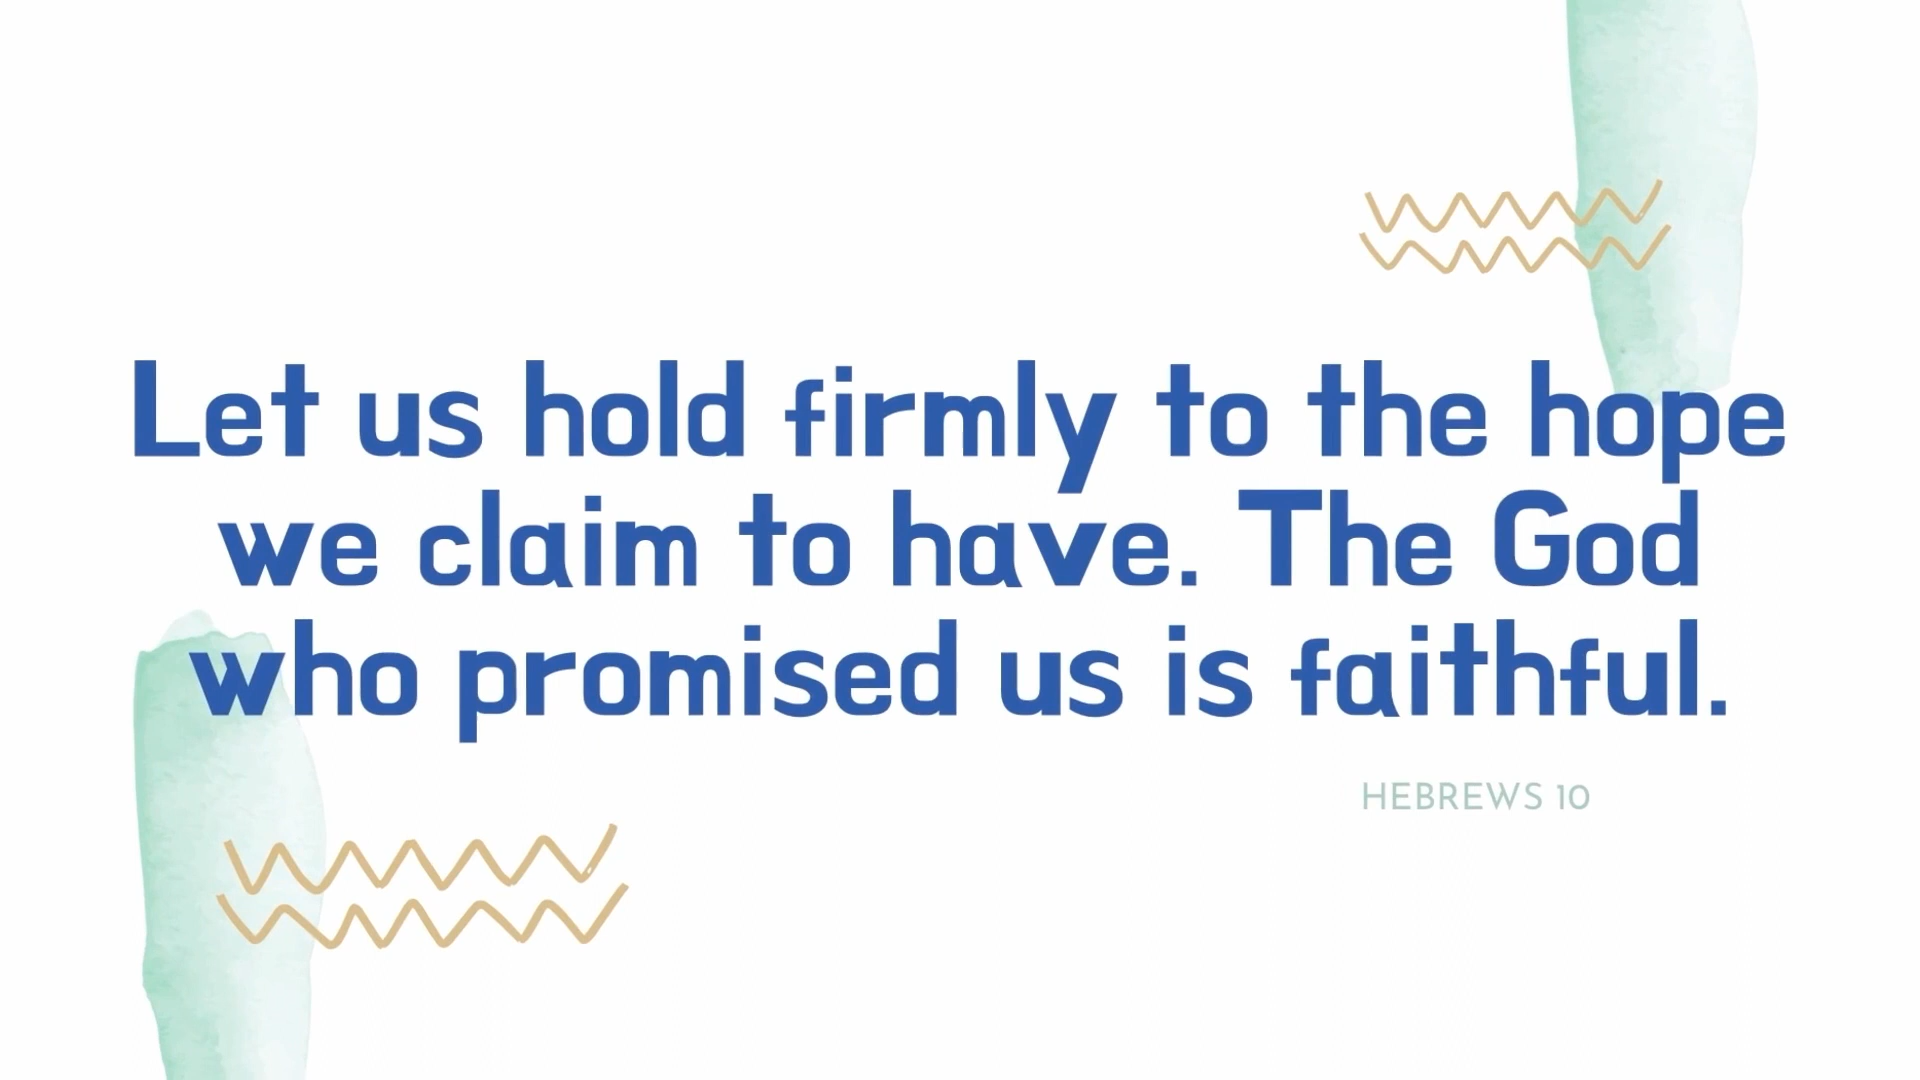 Let us hold firmly to the hope
we claim to have. The God
who promised us is faithful.
HEBREWS 10